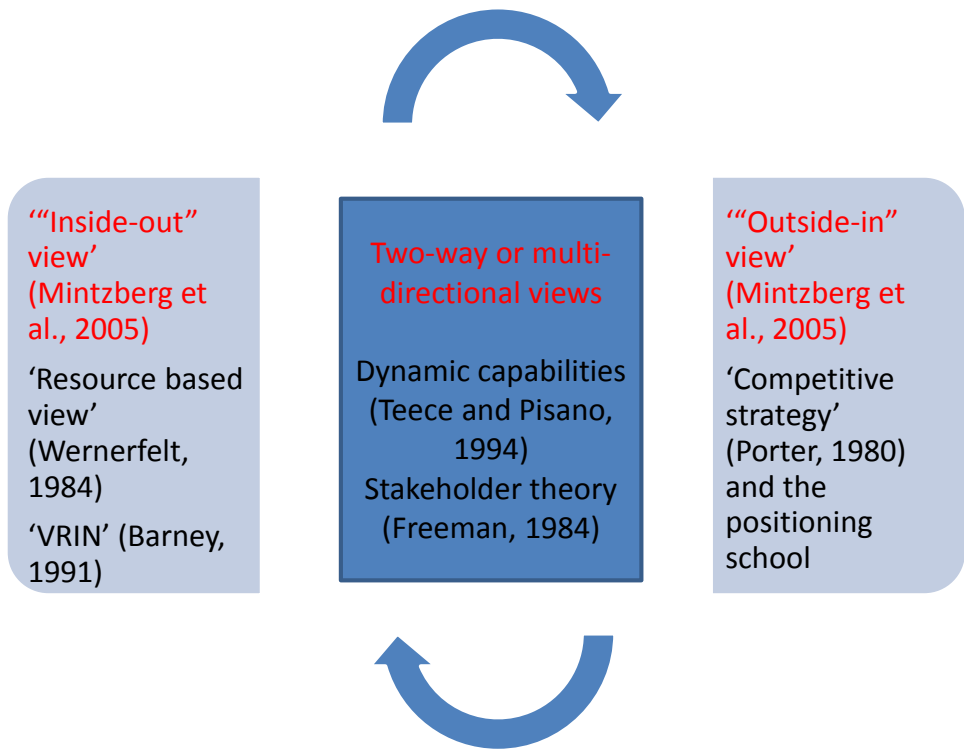 ‘“Inside-out”
view’
(Mintzberg et
al., 2005)
‘Resource based
view’
(Wernerfelt,
1984)
‘VRIN’ (Barney,
1991)
Two-way or multi-
directional views
Dynamic capabilities
(Teece and Pisano,
1994)
Stakeholder theory
(Freeman, 1984)
‘“Outside-in”
view’
(Mintzberg et
al., 2005)
‘Competitive
strategy’
(Porter, 1980)
and the
positioning
school